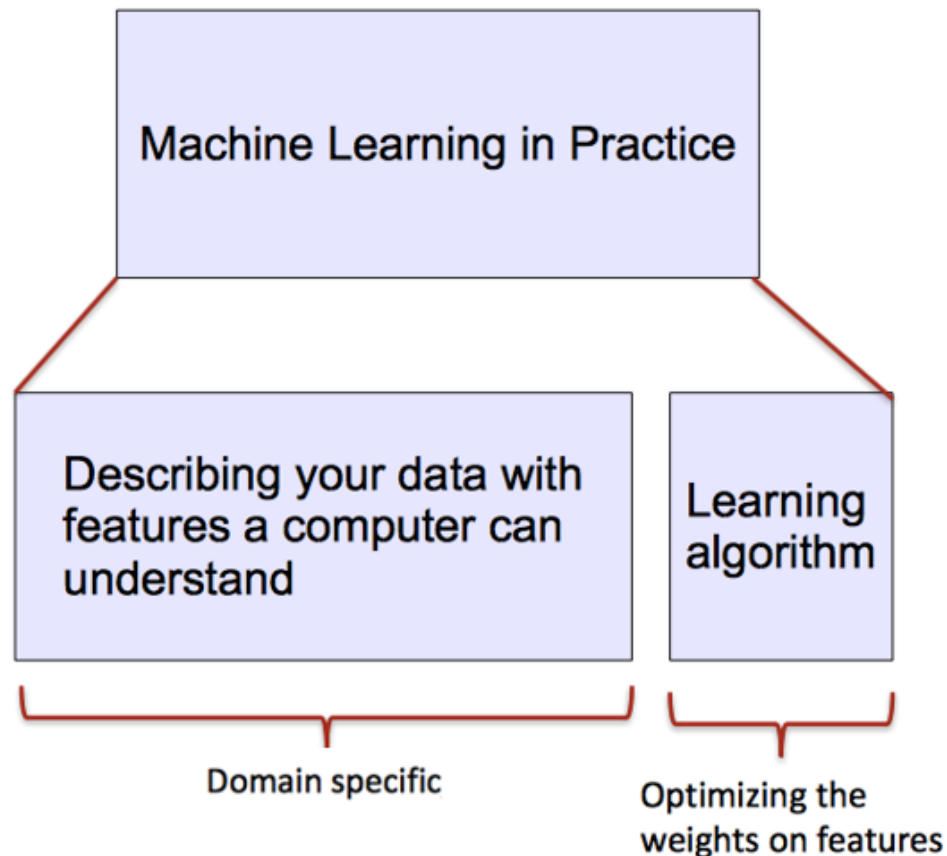 Machine Learning in Practice
Describing your data with
features a computer can
understand
Learning
algorithm
Domain specific
Optimizing the
weights on features